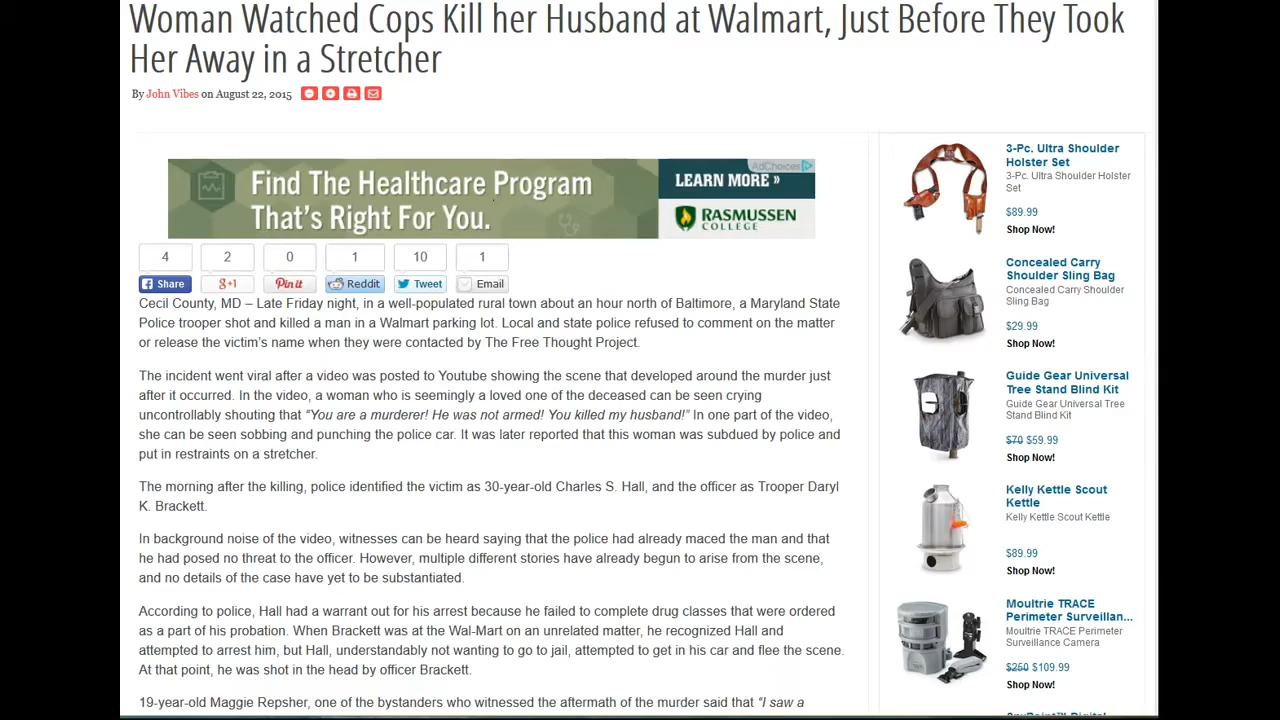 Woman Watched Cops Kill her Husband at Walmart, Just Before They Took
Her Away in a Stretcher
By John Vibes on August 22, 2015
AdChoices
Find The Healthcare Program
That's Right For You.
LEARN MORE »
RASMUSSEN
COLLEGE
4 2 0 1 10 1
Share +1 Pin it Reddit Tweet Email
Cecil County, MD – Late Friday night, in a well-populated rural town about an hour north of Baltimore, a Maryland State
Police trooper shot and killed a man in a Walmart parking lot. Local and state police refused to comment on the matter
or release the victim's name when they were contacted by The Free Thought Project.
The incident went viral after a video was posted to Youtube showing the scene that developed around the murder just
after it occurred. In the video, a woman who is seemingly a loved one of the deceased can be seen crying
uncontrollably shouting that "You are a murderer! He was not armed! You killed my husband!" In one part of the video,
she can be seen sobbing and punching the police car. It was later reported that this woman was subdued by police and
put in restraints on a stretcher.
The morning after the killing, police identified the victim as 30-year-old Charles S. Hall, and the officer as Trooper Daryl
K. Brackett.
In background noise of the video, witnesses can be heard saying that the police had already maced the man and that
he had posed no threat to the officer. However, multiple different stories have already begun to arise from the scene,
and no details of the case have yet to be substantiated.
According to police, Hall had a warrant out for his arrest because he failed to complete drug classes that were ordered
as a part of his probation. When Brackett was at the Wal-Mart on an unrelated matter, he recognized Hall and
attempted to arrest him, but Hall, understandably not wanting to go to jail, attempted to get in his car and flee the scene.
At that point, he was shot in the head by officer Brackett.
19-year-old Maggie Repsher, one of the bystanders who witnessed the aftermath of the murder said that "I saw a
3-Pc. Ultra Shoulder
Holster Set
3-Pc. Ultra Shoulder Holster
Set
$89.99
Shop Now!
Concealed Carry
Shoulder Sling Bag
Concealed Carry Shoulder
Sling Bag
$29.99
Shop Now!
Guide Gear Universal
Tree Stand Blind Kit
Guide Gear Universal Tree
Stand Blind Kit
$70 $59.99
Shop Now!
Kelly Kettle Scout
Kettle
Kelly Kettle Scout Kettle
$89.99
Shop Now!
Moultrie TRACE
Perimeter Surveillan...
Moultrie TRACE Perimeter
Surveillance Camera
$250 $109.99
Shop Now!